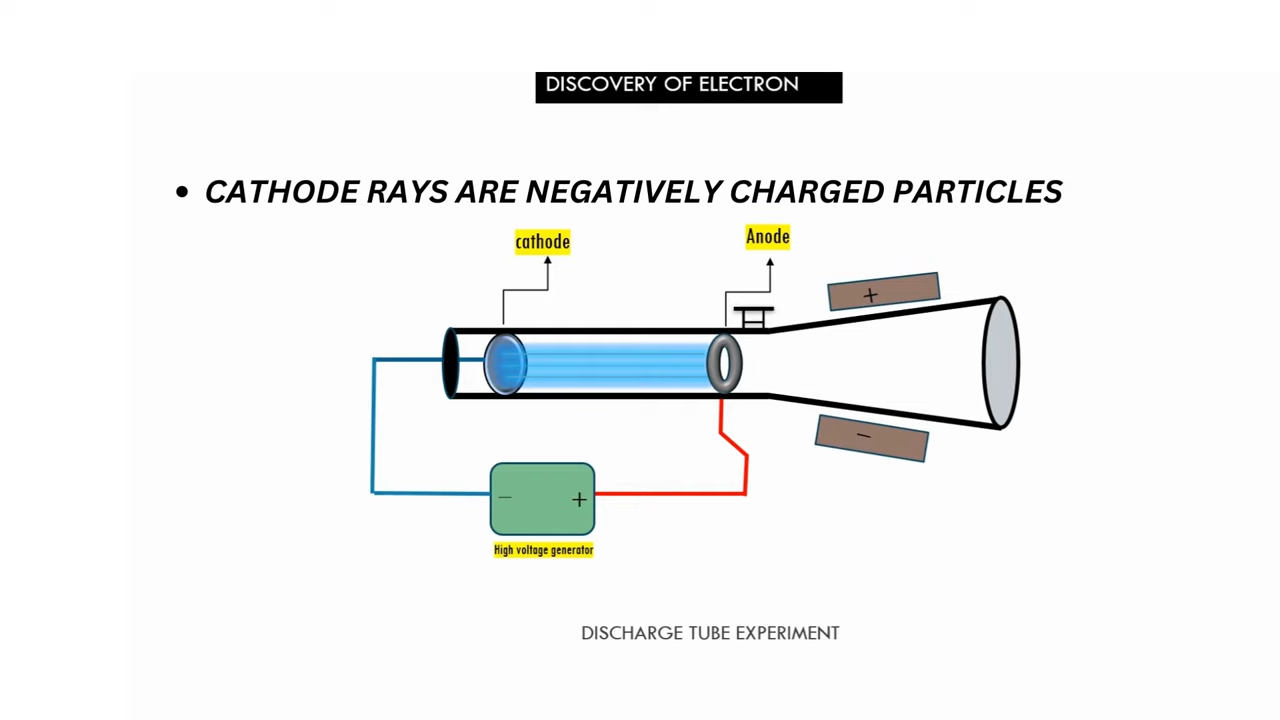 DISCOVERY OF ELECTRON
• CATHODE RAYS ARE NEGATIVELY CHARGED PARTICLES
cathode
Anode
+
−
− +
High voltage generator
DISCHARGE TUBE EXPERIMENT